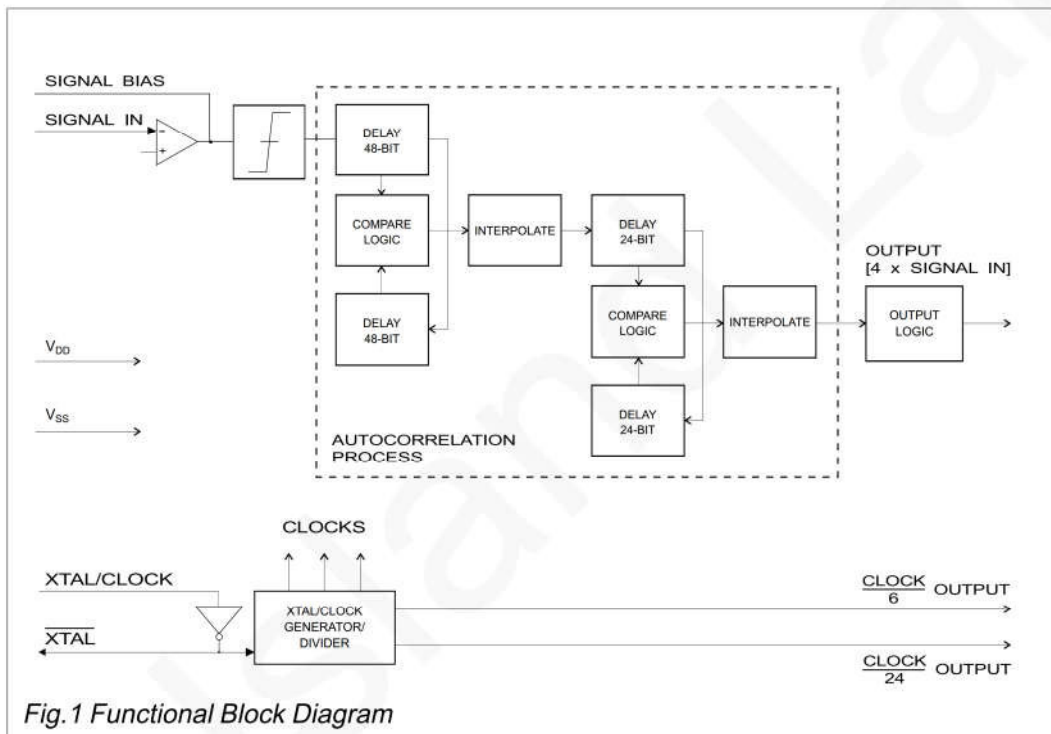 SIGNAL BIAS
SIGNAL IN
−
+
DELAY
48-BIT
COMPARE
LOGIC
DELAY
48-BIT
INTERPOLATE
DELAY
24-BIT
COMPARE
LOGIC
DELAY
24-BIT
INTERPOLATE
OUTPUT
[4 x SIGNAL IN]
OUTPUT
LOGIC
VDD
VSS
AUTOCORRELATION
PROCESS
CLOCKS
XTAL/CLOCK
XTAL
XTAL/CLOCK
GENERATOR/
DIVIDER
CLOCK
6 OUTPUT
CLOCK
24 OUTPUT
Fig.1 Functional Block Diagram
Island La